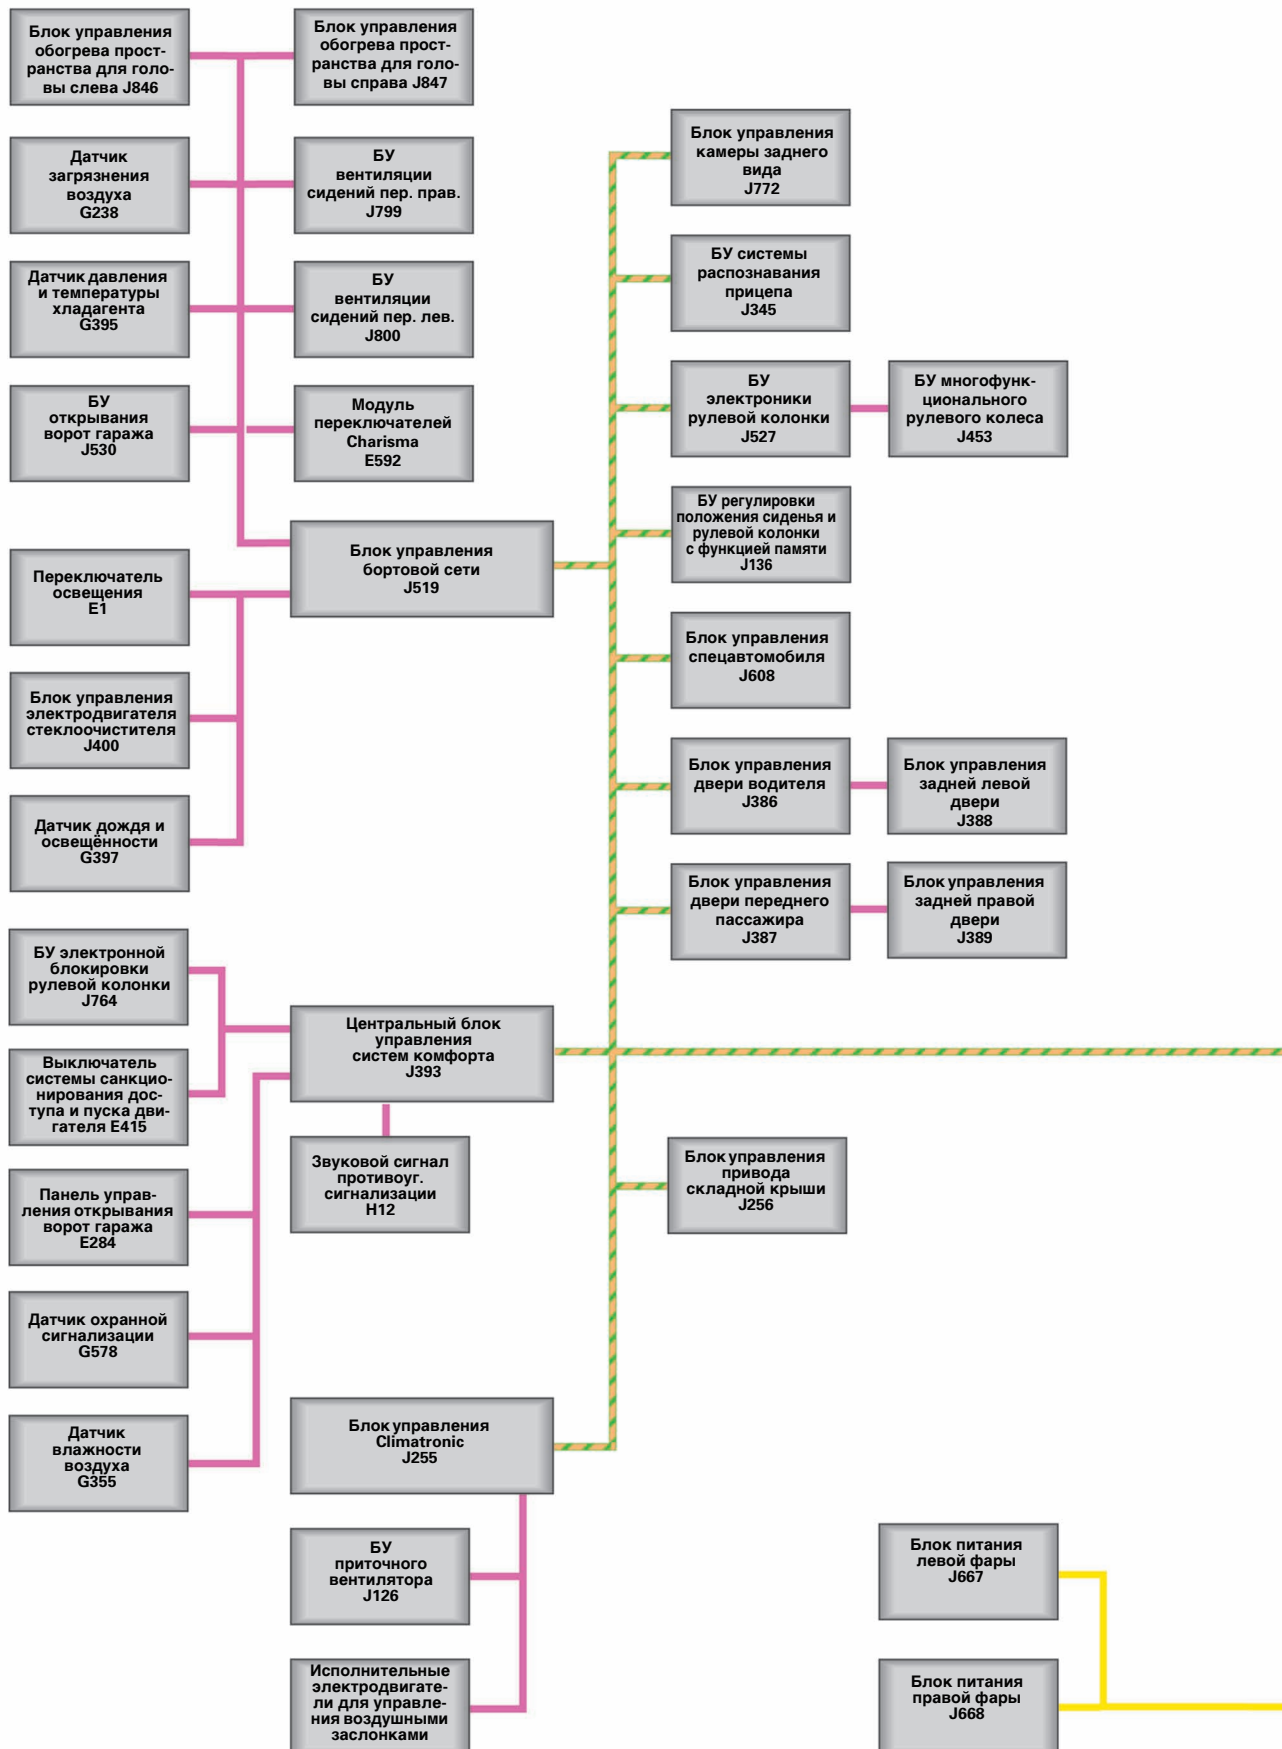 Блок управления
обогрева прост-
ранства для голо-
вы слева J846
Блок управления
обогрева прост-
ранства для голо-
вы справа J847
Датчик
загрязнения
воздуха
G238
БУ
вентиляции
сидений пер. прав.
J799
Датчик давления
и температуры
хладагента
G395
БУ
вентиляции
сидений пер. лев.
J800
БУ
открывания
ворот гаража
J530
Модуль
переключателей
Charisma
E592
Блок управления
бортовой сети
J519
Переключатель
освещения
E1
Блок управления
электродвигателя
стеклоочистителя
J400
Датчик дождя и
освещённости
G397
Блок управления
камеры заднего
вида
J772
БУ системы
распознавания
прицепа
J345
БУ
электроники
рулевой колонки
J527
БУ многофунк-
ционального
рулевого колеса
J453
БУ регулировки
положения сиденья и
рулевой колонки
с функцией памяти
J136
Блок управления
спецавтомобиля
J608
Блок управления
двери водителя
J386
Блок управления
задней левой
двери
J388
Блок управления
двери переднего
пассажира
J387
Блок управления
задней правой
двери
J389
БУ электронной
блокировки
рулевой колонки
J764
Выключатель
системы санкцио-
нирования дос-
тупа и пуска дви-
гателя E415
Центральный блок
управления
систем комфорта
J393
Звуковой сигнал
противоуг.
сигнализации
H12
Панель управ-
ления открывания
ворот гаража
E284
Датчик охранной
сигнализации
G578
Датчик
влажности
воздуха
G355
Блок управления
привода
складной крыши
J256
Блок управления
Climatronic
J255
БУ
приточного
вентилятора
J126
Исполнительные
электродвигате-
ли для управле-
ния воздушными
заслонками
Блок питания
левой фары
J667
Блок питания
правой фары
J668